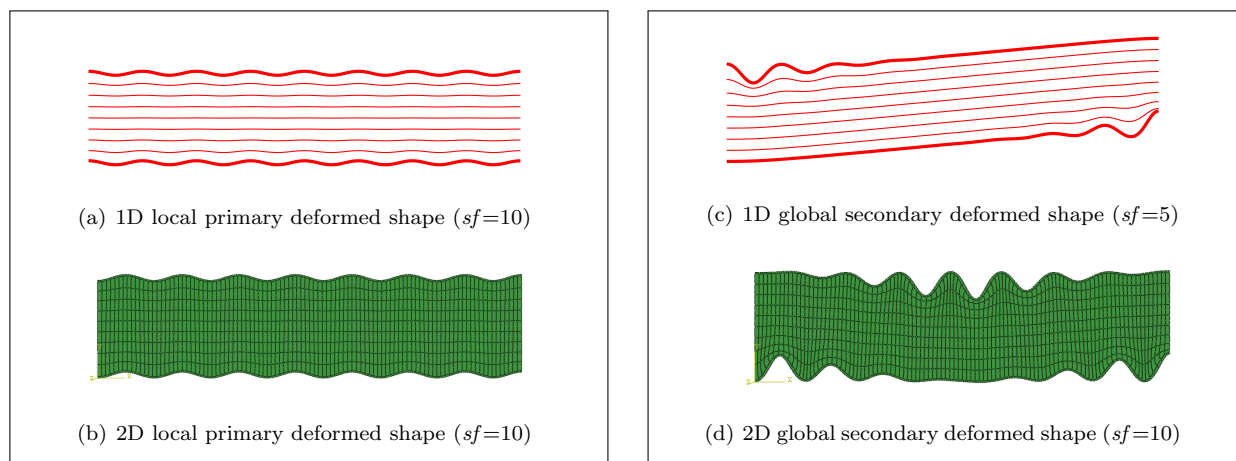 (a) 1D local primary deformed shape (sf=10)
(b) 2D local primary deformed shape (sf=10)
(c) 1D global secondary deformed shape (sf=5)
(d) 2D global secondary deformed shape (sf=10)